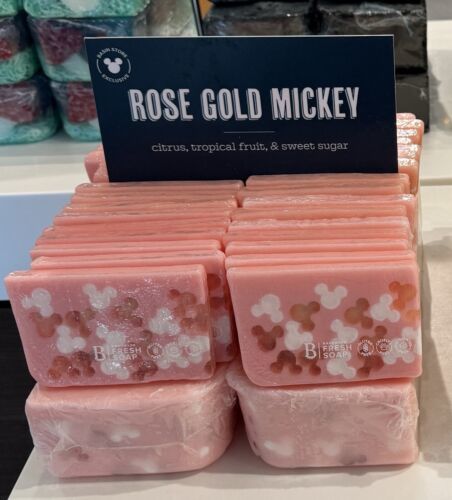 BASIN STORE
EXCLUSIVE
ROSE GOLD MICKEY
citrus, tropical fruit, & sweet sugar
B
FRESH
SOAP
B
FRESH
SOAP